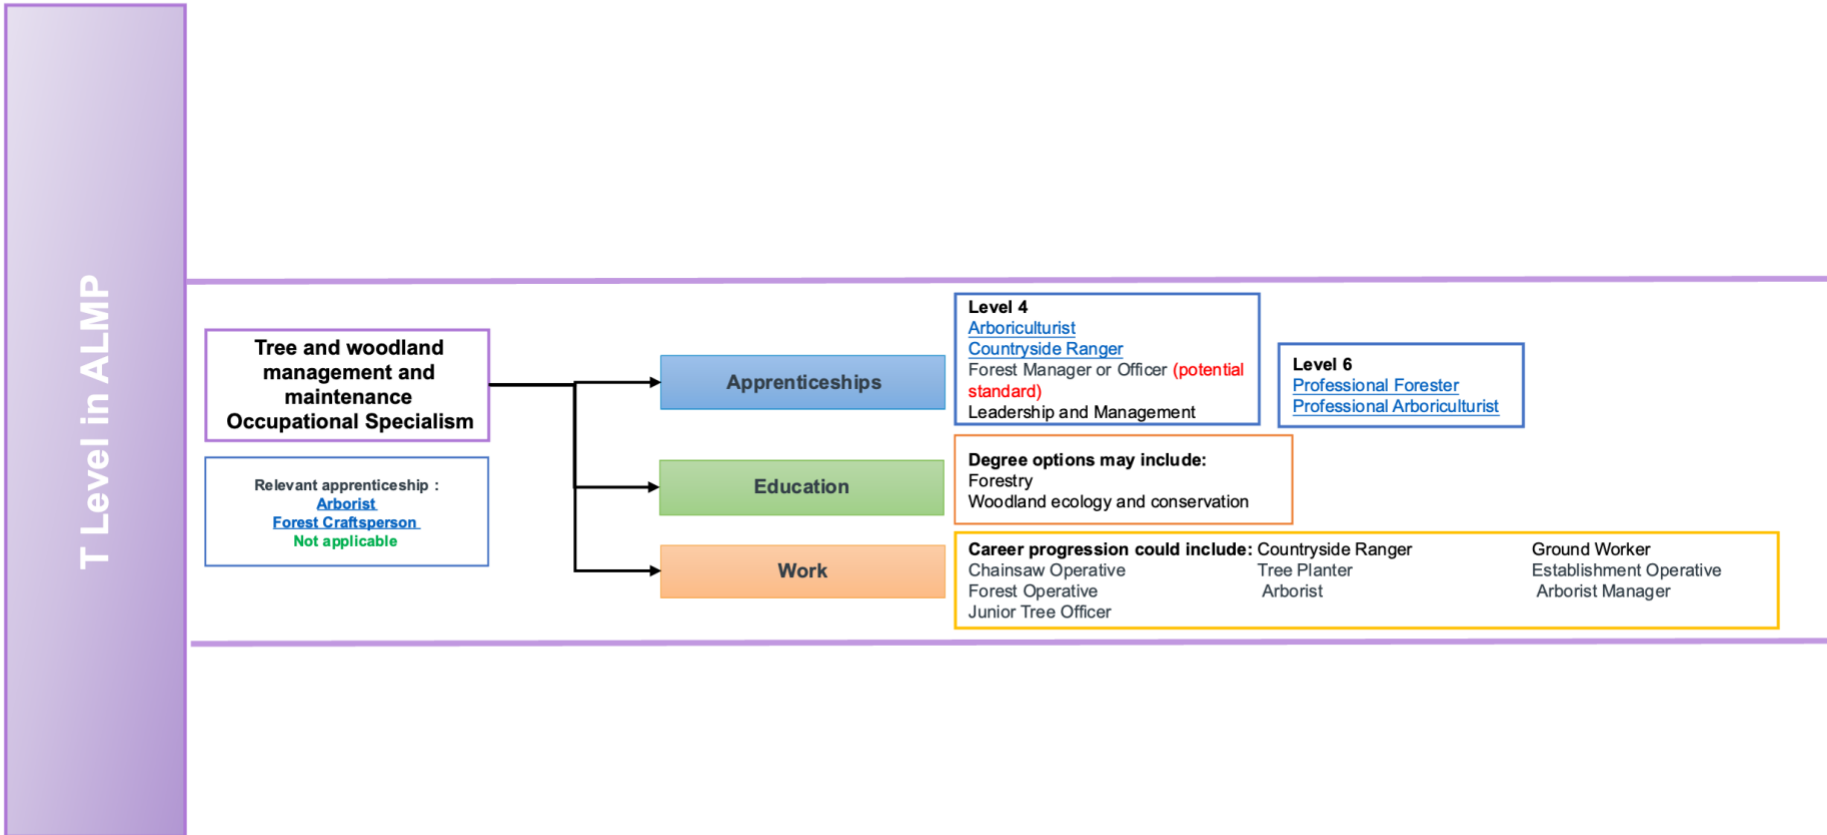 T Level in ALMP
Tree and woodland
management and
maintenance
Occupational Specialism
Relevant apprenticeship :
Arborist
Forest Craftsperson
Not applicable
Apprenticeships
Level 4
Arboriculturist
Countryside Ranger
Forest Manager or Officer (potential
standard)
Leadership and Management
Level 6
Professional Forester
Professional Arboriculturist
Education
Degree options may include:
Forestry
Woodland ecology and conservation
Work
Career progression could include: Countryside Ranger Ground Worker
Chainsaw Operative Tree Planter Establishment Operative
Forest Operative Arborist Arborist Manager
Junior Tree Officer